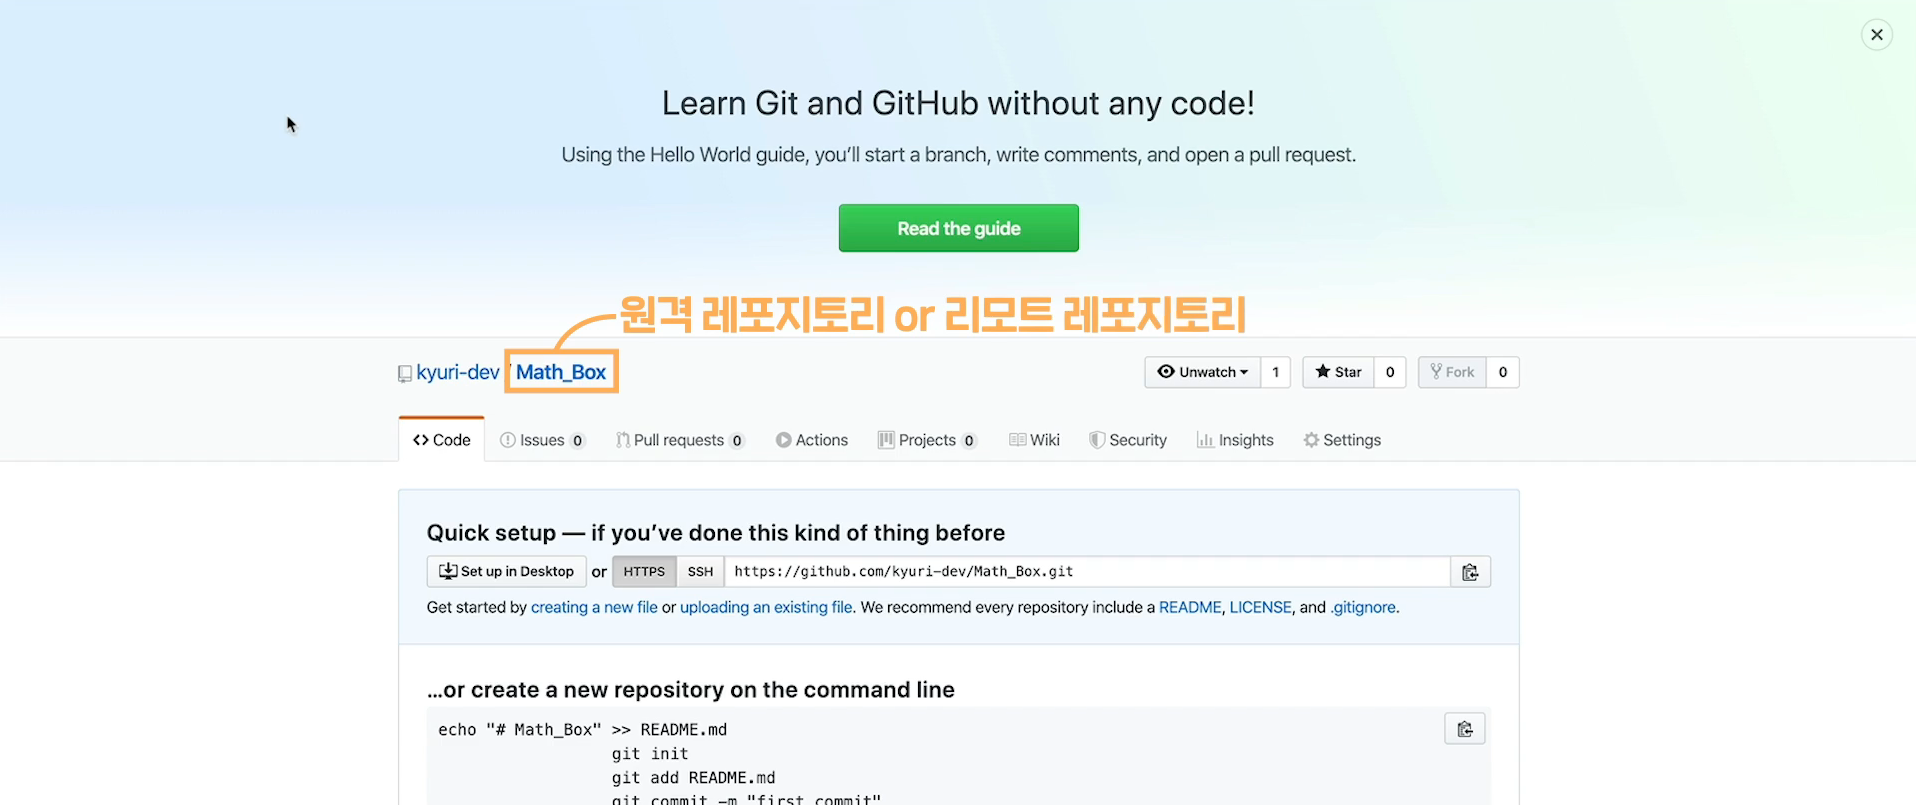 Learn Git and GitHub without any code!
Using the Hello World guide, you’ll start a branch, write comments, and open a pull request.
Read the guide
원격 레포지토리 or 리모트 레포지토리
kyuri-dev / Math_Box
Unwatch 1 Star 0 Fork 0
<> Code Issues 0 Pull requests 0 Actions Projects 0 Wiki Security Insights Settings
Quick setup — if you’ve done this kind of thing before
Set up in Desktop or HTTPS SSH https://github.com/kyuri-dev/Math_Box.git
Get started by creating a new file or uploading an existing file. We recommend every repository include a README, LICENSE, and .gitignore.
…or create a new repository on the command line
echo "# Math_Box" >> README.md
git init
git add README.md
git commit -m "first commit"